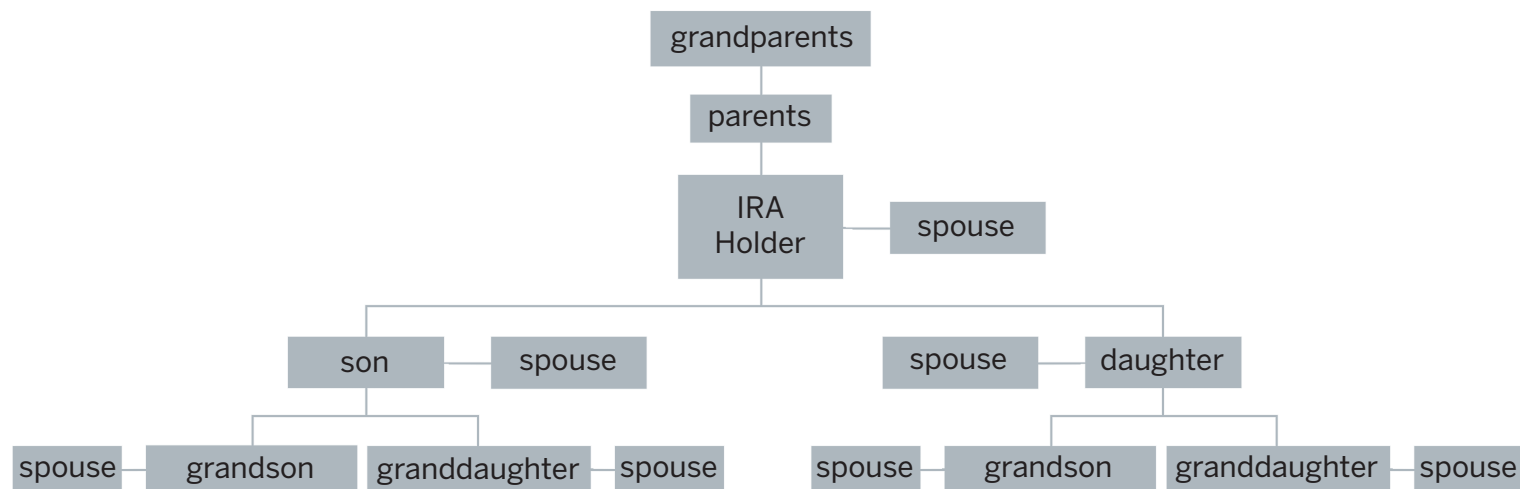 grandparents
parents
IRA
Holder
spouse
son
spouse
spouse
daughter
spouse
grandson
granddaughter
spouse
spouse
grandson
granddaughter
spouse